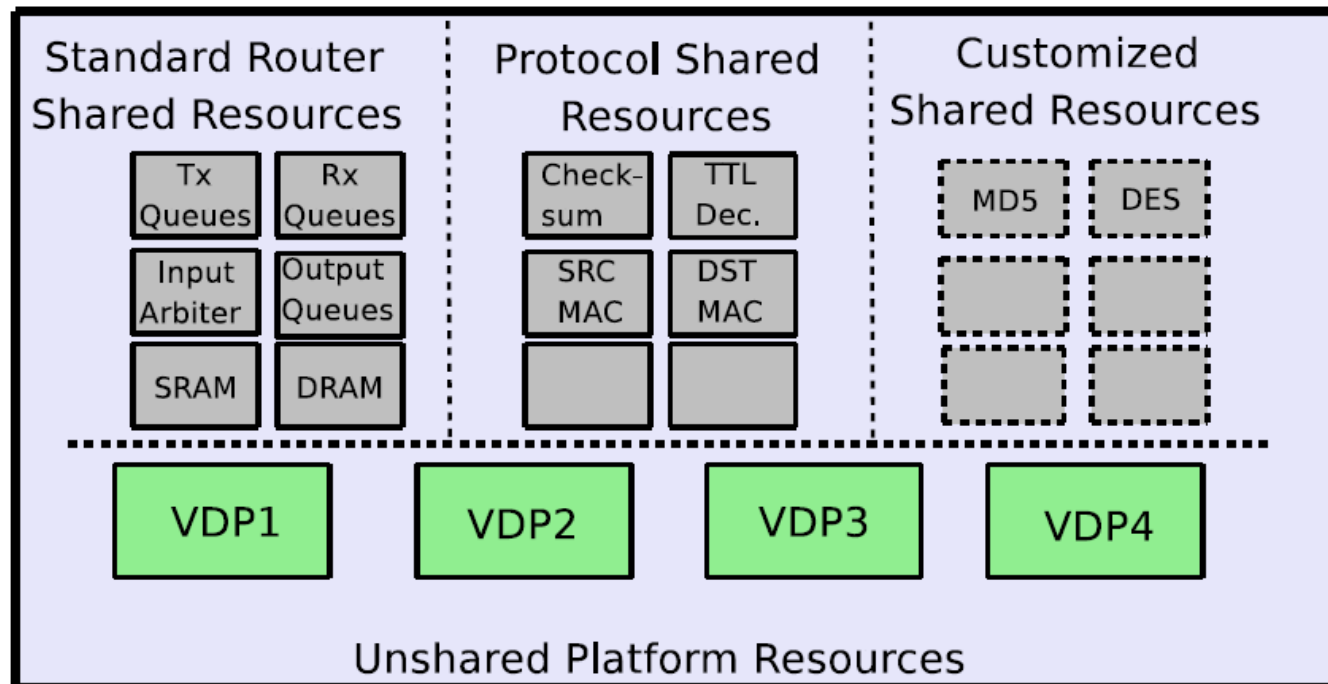 Standard Router
Shared Resources
Tx
Queues
Rx
Queues
Input
Arbiter
Output
Queues
SRAM
DRAM
Protocol Shared
Resources
Check-
sum
TTL
Dec.
SRC
MAC
DST
MAC
Customized
Shared Resources
MD5
DES
VDP1
VDP2
VDP3
VDP4
Unshared Platform Resources